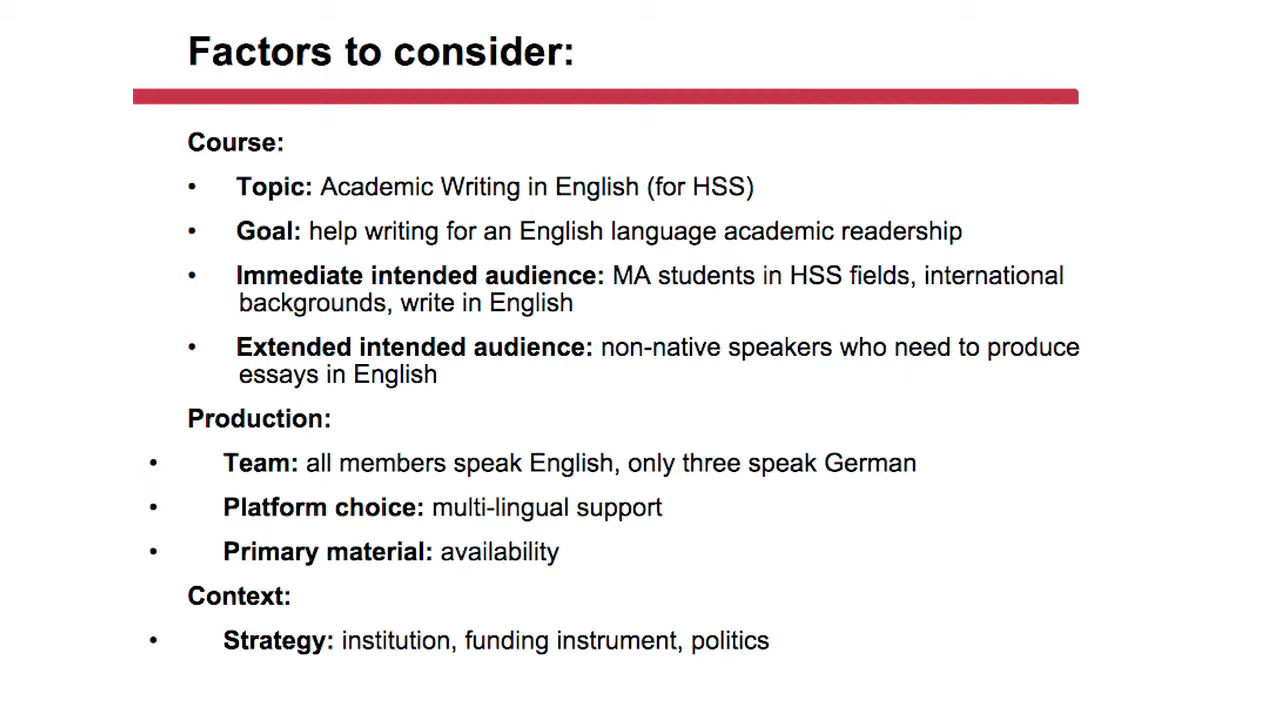 Factors to consider:
Course:
• Topic: Academic Writing in English (for HSS)
• Goal: help writing for an English language academic readership
• Immediate intended audience: MA students in HSS fields, international
backgrounds, write in English
• Extended intended audience: non-native speakers who need to produce
essays in English
Production:
• Team: all members speak English, only three speak German
• Platform choice: multi-lingual support
• Primary material: availability
Context:
• Strategy: institution, funding instrument, politics